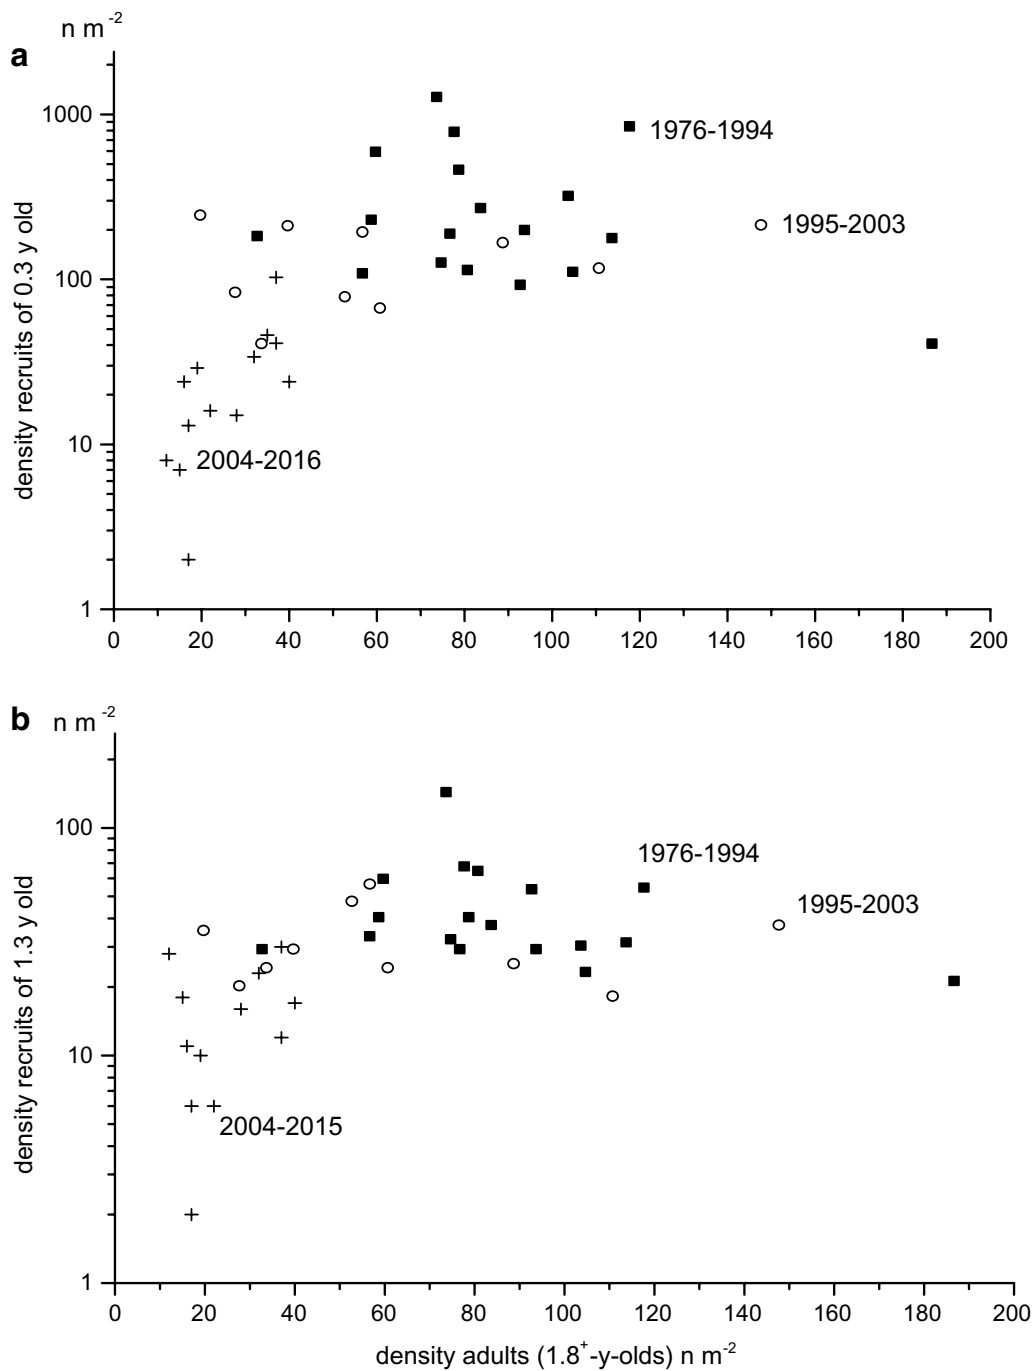 n m-2
a
1000
1976-1994
1995-2003
100
10
2004-2016
1
0 20 40 60 80 100 120 140 160 180 200
density recruits of 0.3 y old
b n m-2
100
1976-1994
1995-2003
10
2004-2015
1
0 20 40 60 80 100 120 140 160 180 200
density recruits of 1.3 y old
density adults (1.8+-y-olds) n m-2